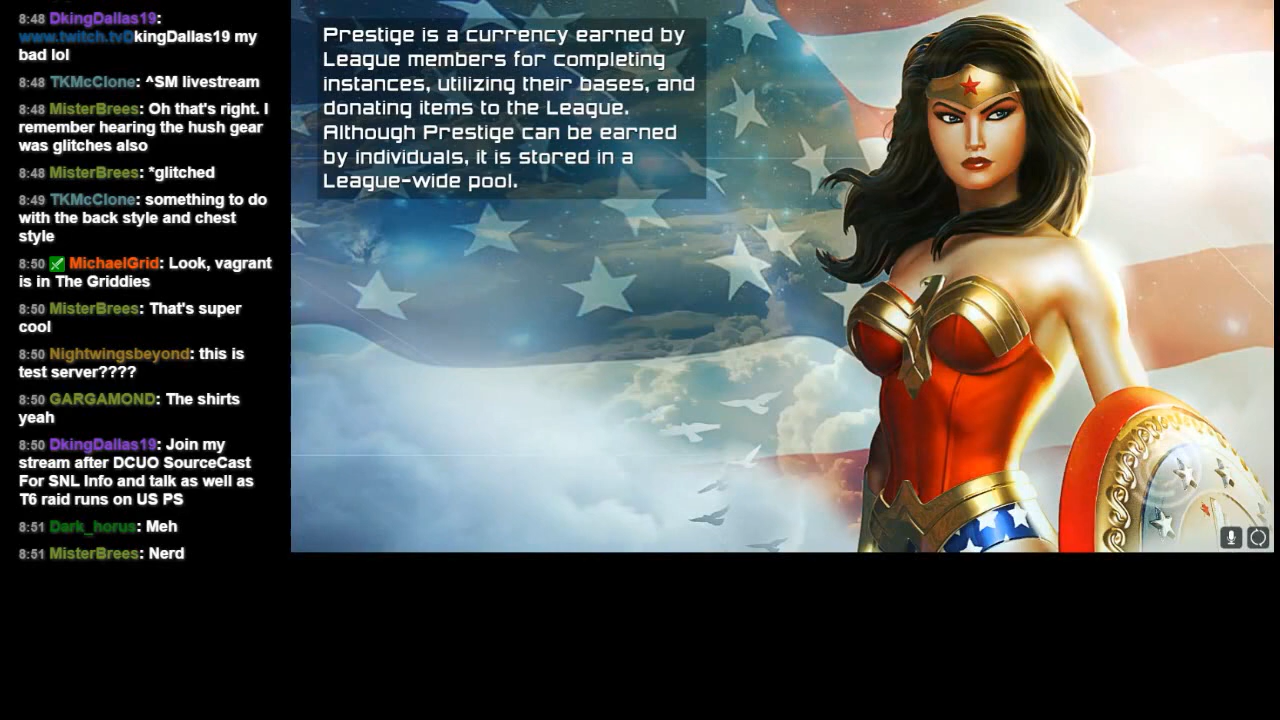 8:48 DkingDallas19:
www.twitch.tvDkingDallas19 my
bad lol
8:48 TKMcClone: ^SM livestream
8:48 MisterBrees: Oh that's right. I
remember hearing the hush gear
was glitches also
8:48 MisterBrees: *glitched
8:49 TKMcClone: something to do
with the back style and chest
style
8:50 MichaelGrid: Look, vagrant
is in The Griddies
8:50 MisterBrees: That's super
cool
8:50 Nightwingsbeyond: this is
test server????
8:50 GARGAMOND: The shirts
yeah
8:50 DkingDallas19: Join my
stream after DCUO SourceCast
For SNL Info and talk as well as
T6 raid runs on US PS
8:51 Dark_horus: Meh
8:51 MisterBrees: Nerd
Prestige is a currency earned by
League members for completing
instances, utilizing their bases, and
donating items to the League.
Although Prestige can be earned
by individuals, it is stored in a
League-wide pool.